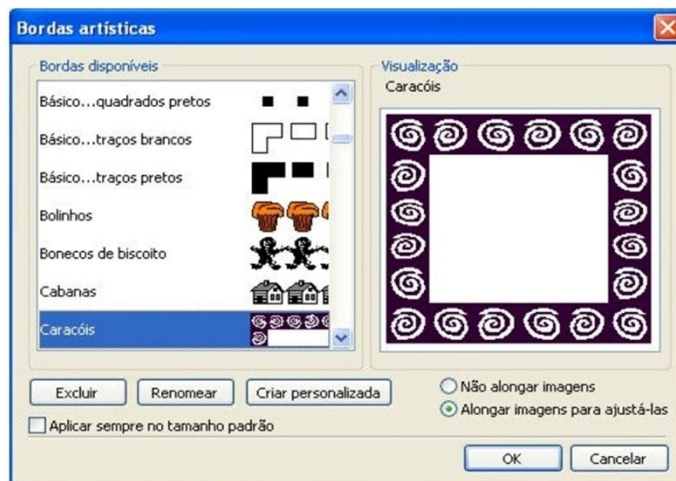 Bordas artísticas
Bordas disponíveis
Básico...quadrados pretos
Básico...traços brancos
Básico...traços pretos
Bolinhos
Bonecos de biscoito
Cabanas
Caracóis
Visualização
Caracóis
Excluir
Renomear
Criar personalizada
Não alongar imagens
Alongar imagens para ajustá-las
Aplicar sempre no tamanho padrão
OK
Cancelar